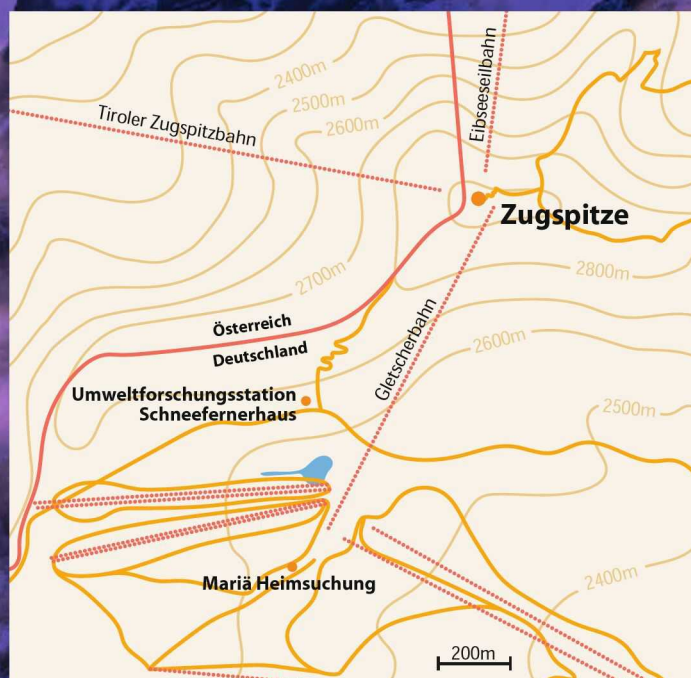 2400m
2500m
2600m
Tiroler Zugspitzbahn
Eibseeseilbahn
Zugspitze
2700m
2800m
Österreich
Deutschland
Gletscherbahn
2600m
Umweltforschungsstation
Schneefernerhaus
2500m
Mariä Heimsuchung
2400m
200m